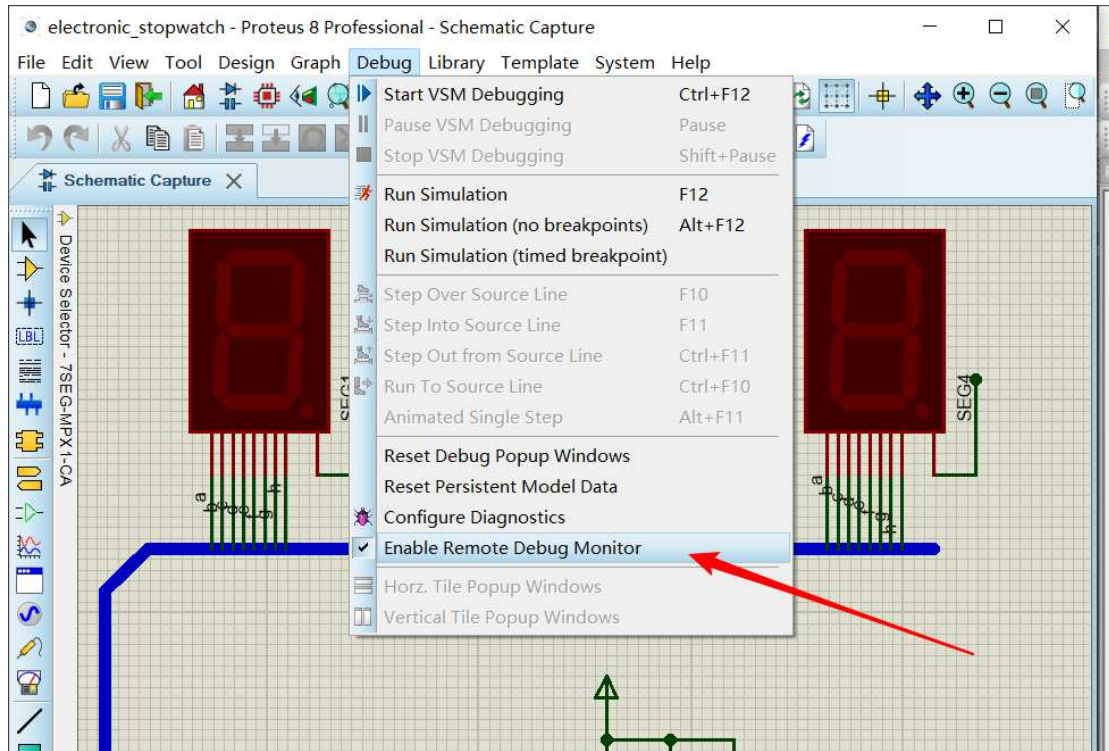 electronic_stopwatch - Proteus 8 Professional - Schematic Capture
File Edit View Tool Design Graph Debug Library Template System Help
Start VSM Debugging Ctrl+F12
Pause VSM Debugging Pause
Stop VSM Debugging Shift+Pause
Schematic Capture
Run Simulation F12
Run Simulation (no breakpoints) Alt+F12
Run Simulation (timed breakpoint)
Step Over Source Line F10
Step Into Source Line F11
Step Out from Source Line Ctrl+F11
Run To Source Line Ctrl+F10
Animated Single Step Alt+F11
Reset Debug Popup Windows
Reset Persistent Model Data
Configure Diagnostics
Enable Remote Debug Monitor
Horz. Tile Popup Windows
Vertical Tile Popup Windows
Device Selector - 7SEG-MPX1-CA
LBL
SEG1
SEG4
a
b
c
d
e
f
g
h
a
b
c
d
e
f
g
h